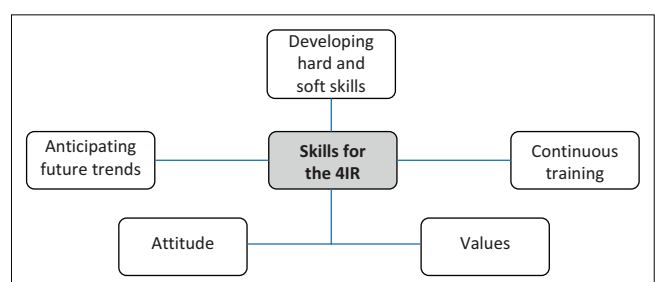 Developing
hard and
soft skills
Anticipating
future trends
Skills for
the 4IR
Continuous
training
Attitude
Values